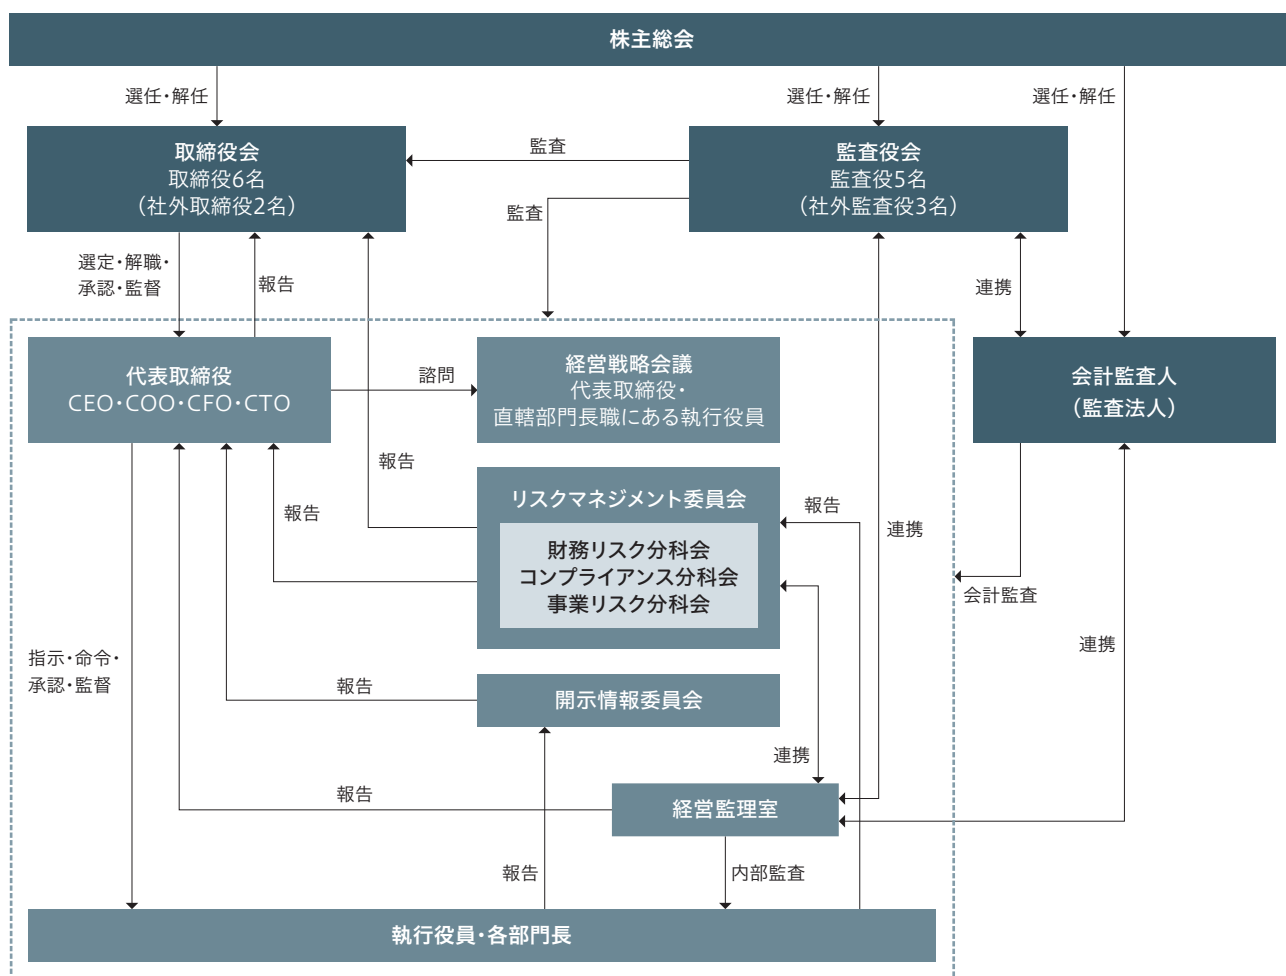 株主総会
選任・解任
選任・解任
選任・解任
取締役会
取締役6名
（社外取締役2名）
監査
監査役会
監査役5名
（社外監査役3名）
監査
選定・解職・
承認・監督
報告
連携
代表取締役
CEO・COO・CFO・CTO
諮問
経営戦略会議
代表取締役・
直轄部門長職にある執行役員
会計監査人
（監査法人）
報告
リスクマネジメント委員会
報告
報告
連携
財務リスク分科会
コンプライアンス分科会
事業リスク分科会
会計監査
指示・命令・
承認・監督
連携
報告
開示情報委員会
連携
報告
経営監理室
報告
内部監査
執行役員・各部門長